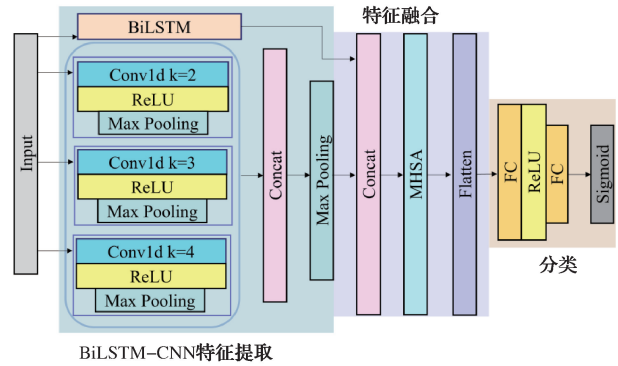 特征融合
BiLSTM
Input
Conv1d k=2
ReLU
Max Pooling
Conv1d k=3
ReLU
Max Pooling
Conv1d k=4
ReLU
Max Pooling
Concat
Max Pooling
Concat
MHSA
Flatten
FC
ReLU
FC
Sigmoid
分类
BiLSTM-CNN特征提取